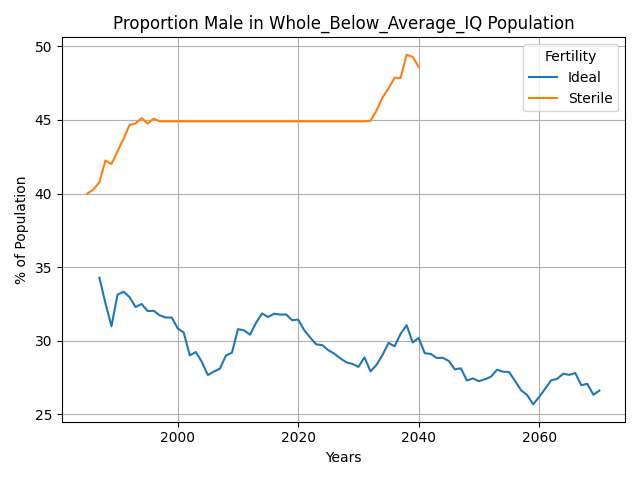 Proportion Male in Whole_Below_Average_IQ Population
Fertility
Ideal
Sterile
% of Population
50
45
40
35
30
25
2000
2020
2040
2060
Years